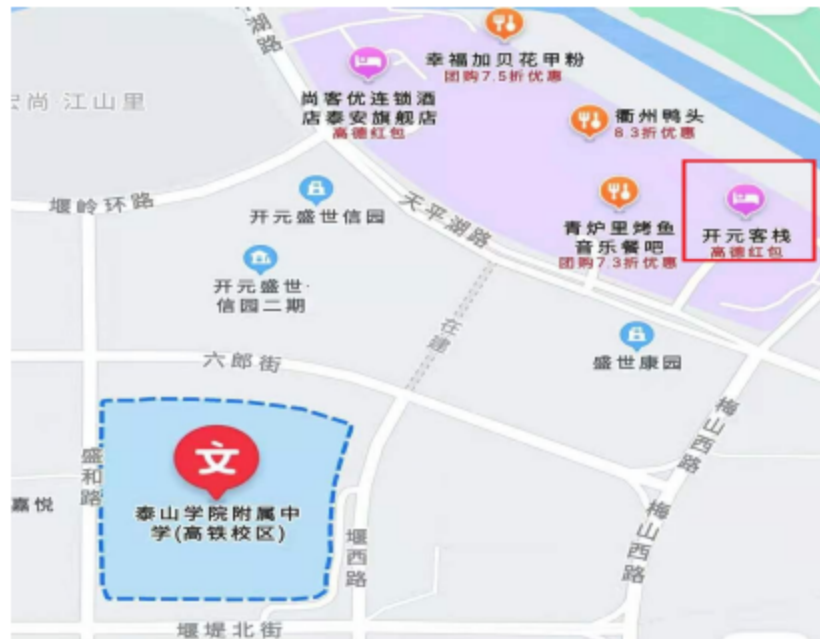 湖路
幸福加贝花甲粉
团购7.5折优惠
尚客优连锁酒
店泰安旗舰店
高德红包
尚 江山里
衢州鸭头
8.3折优惠
堰岭环路
开元盛世信园
天平湖路
青炉里烤鱼
音乐餐吧
团购7.3折优惠
开元客栈
高德红包
开元盛世·
信园二期
在建
盛世康园
六郎街
梅山西路
盛和路
文
嘉悦
泰山学院附属中
学(高铁校区)
堰西路
梅山西路
堰堤北街